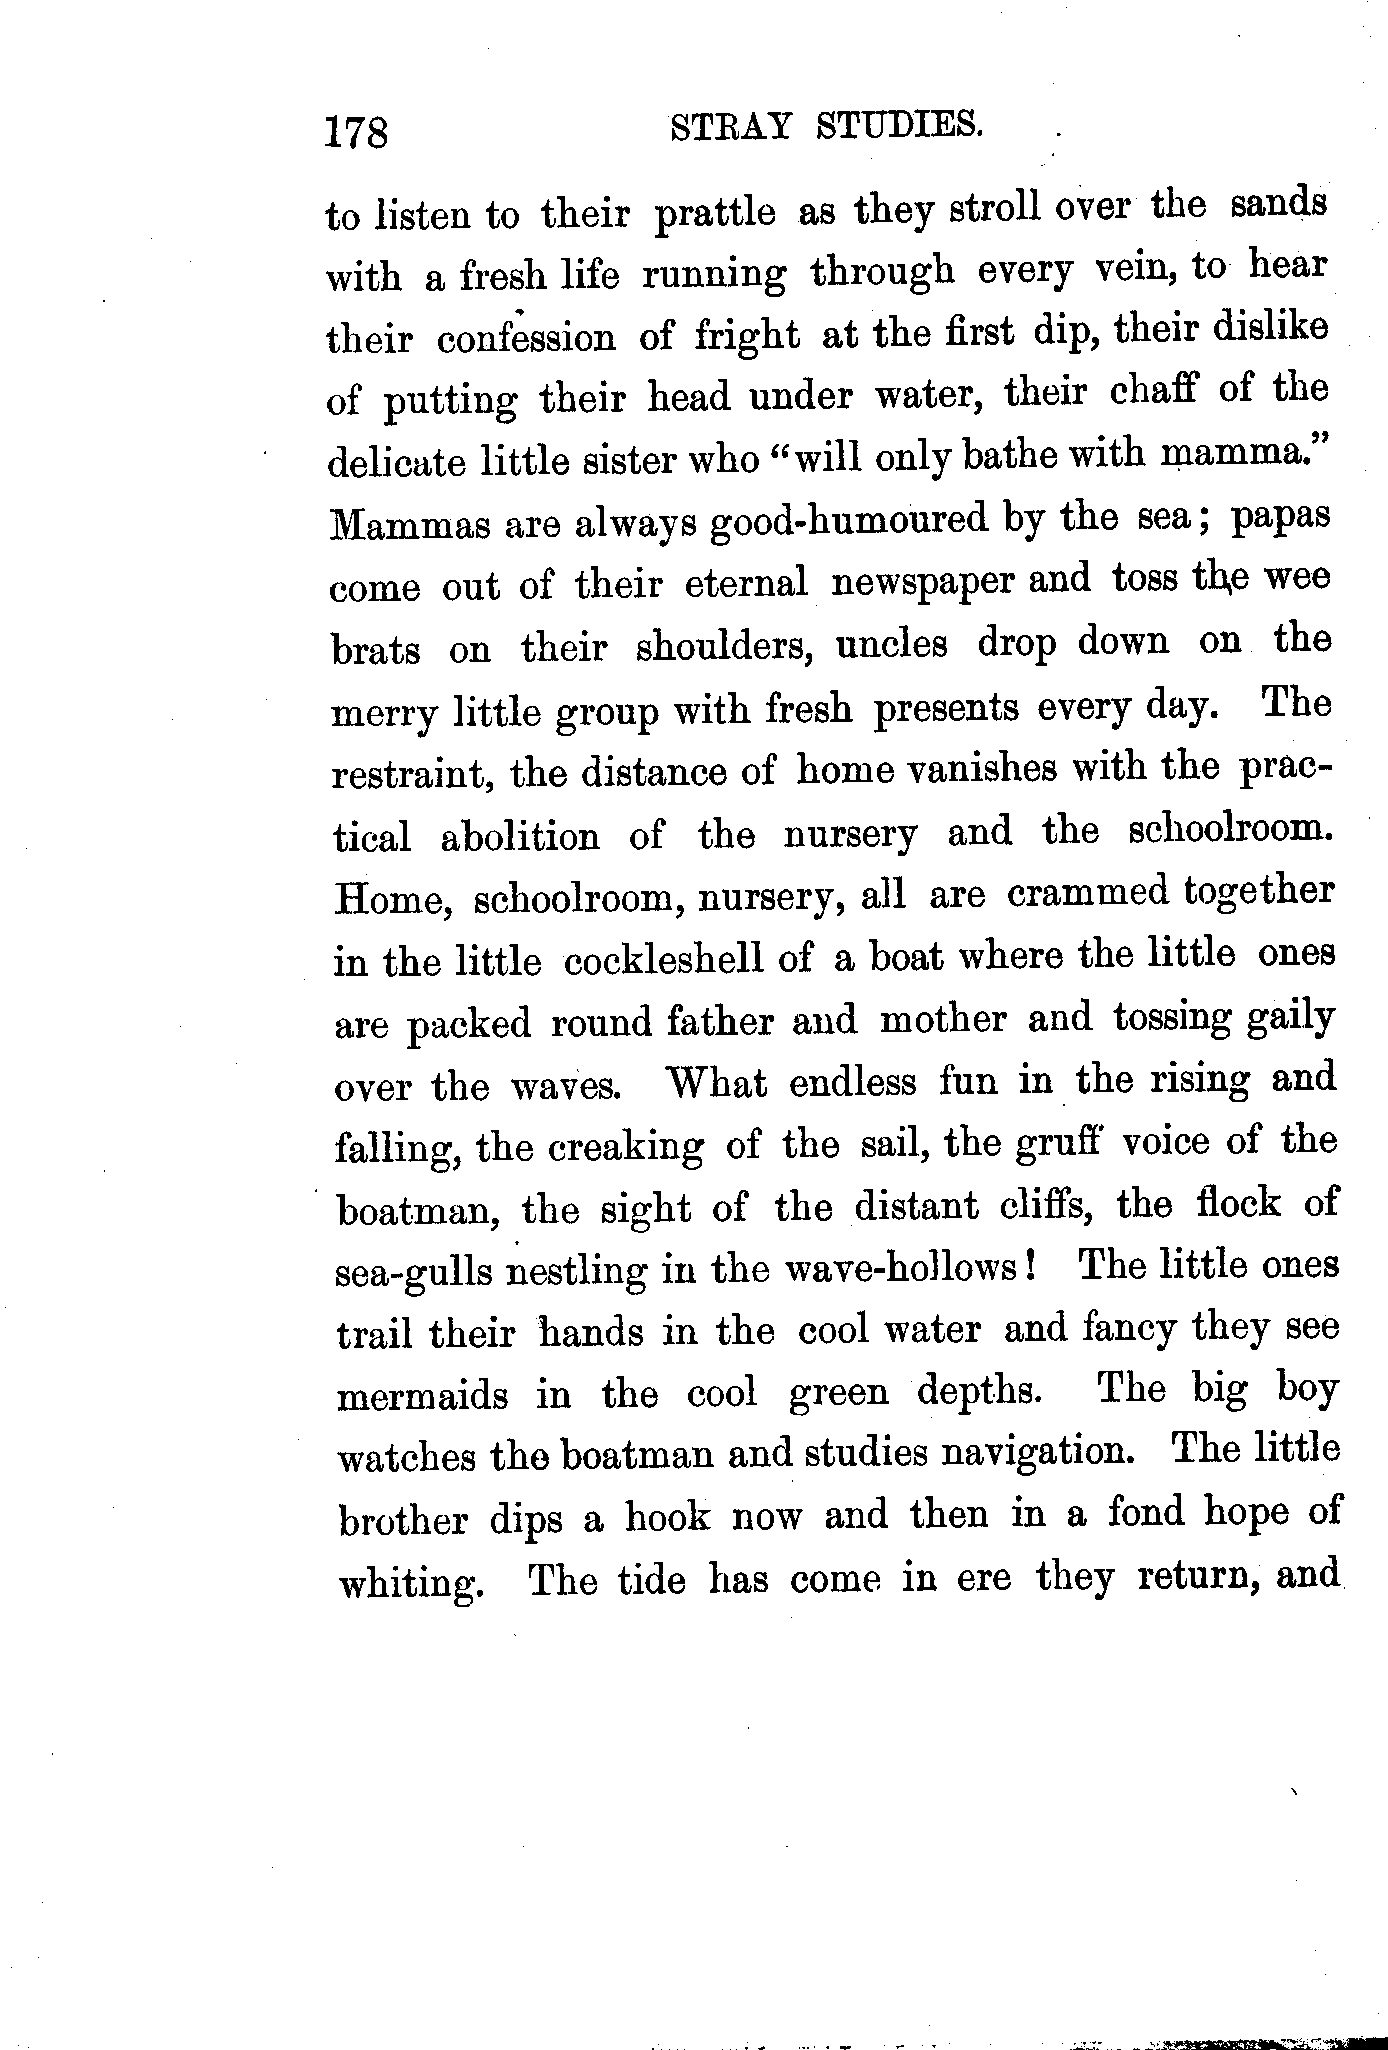 178 STRAY STUDIES.
to listen to their prattle as they stroll over the sands
with a fresh life running through every vein, to hear
their confession of fright at the first dip, their dislike
of putting their head under water, their chaff of the
delicate little sister who "will only bathe with mamma."
Mammas are always good-humoured by the sea; papas
come out of their eternal newspaper and toss the wee
brats on their shoulders, uncles drop down on the
merry little group with fresh presents every day. The
restraint, the distance of home vanishes with the prac-
tical abolition of the nursery and the schoolroom.
Home, schoolroom, nursery, all are crammed together
in the little cockleshell of a boat where the little ones
are packed round father and mother and tossing gaily
over the waves. What endless fun in the rising and
falling, the creaking of the sail, the gruff voice of the
boatman, the sight of the distant cliffs, the flock of
sea-gulls nestling in the wave-hollows! The little ones
trail their hands in the cool water and fancy they see
mermaids in the cool green depths. The big boy
watches the boatman and studies navigation. The little
brother dips a hook now and then in a fond hope of
whiting. The tide has come in ere they return, and